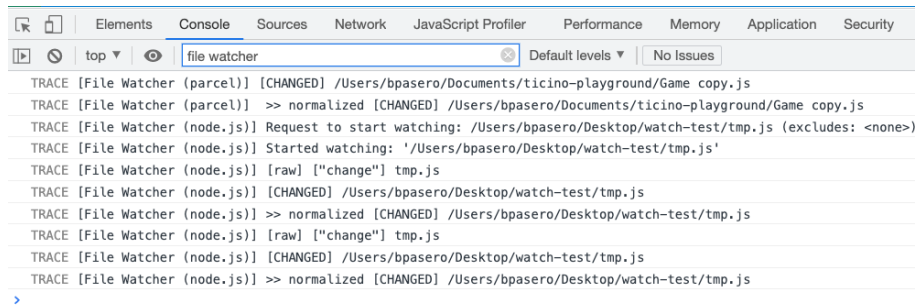 Elements Console Sources Network JavaScript Profiler Performance Memory Application Security
top ▼ file watcher Default levels ▼ No Issues
TRACE [File Watcher (parcel)] [CHANGED] /Users/bpasero/Documents/ticino-playground/Game copy.js
TRACE [File Watcher (parcel)]  >> normalized [CHANGED] /Users/bpasero/Documents/ticino-playground/Game copy.js
TRACE [File Watcher (node.js)] Request to start watching: /Users/bpasero/Desktop/watch-test/tmp.js (excludes: <none>)
TRACE [File Watcher (node.js)] Started watching: '/Users/bpasero/Desktop/watch-test/tmp.js'
TRACE [File Watcher (node.js)] [raw] ["change"] tmp.js
TRACE [File Watcher (node.js)] [CHANGED] /Users/bpasero/Desktop/watch-test/tmp.js
TRACE [File Watcher (node.js)] >> normalized [CHANGED] /Users/bpasero/Desktop/watch-test/tmp.js
TRACE [File Watcher (node.js)] [raw] ["change"] tmp.js
TRACE [File Watcher (node.js)] [CHANGED] /Users/bpasero/Desktop/watch-test/tmp.js
TRACE [File Watcher (node.js)] >> normalized [CHANGED] /Users/bpasero/Desktop/watch-test/tmp.js
>